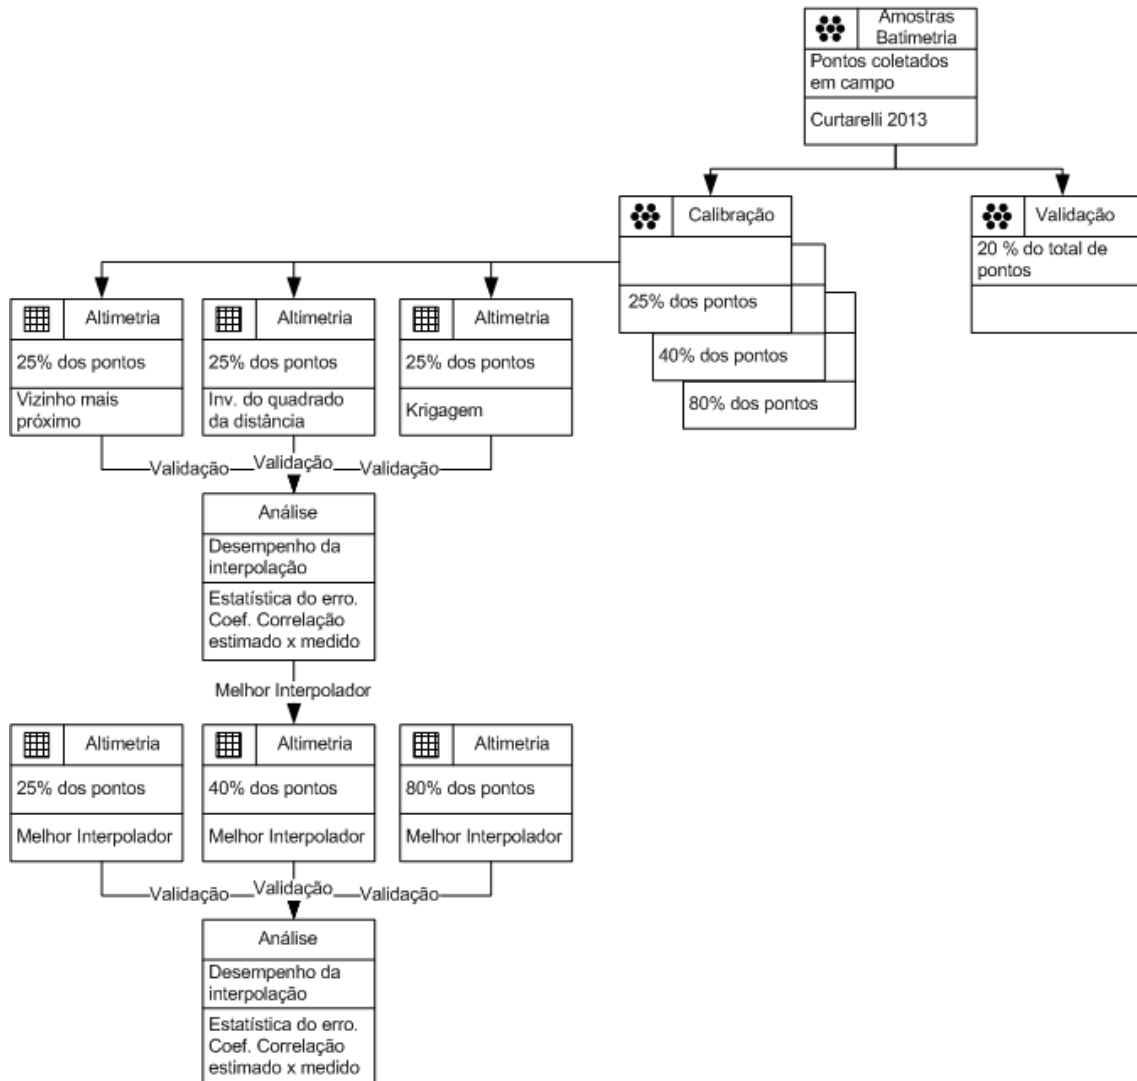 Amostras
Batimetria
Pontos coletados
em campo
Curtarelli 2013
Calibração
25% dos pontos
40% dos pontos
80% dos pontos
Validação
20 % do total de
pontos
Altimetria
25% dos pontos
Vizinho mais
próximo
Altimetria
25% dos pontos
Inv. do quadrado
da distância
Altimetria
25% dos pontos
Krigagem
Validação
Validação
Validação
Análise
Desempenho da
interpolação
Estatística do erro.
Coef. Correlação
estimado x medido
Melhor Interpolador
Altimetria
25% dos pontos
Melhor Interpolador
Altimetria
40% dos pontos
Melhor Interpolador
Altimetria
80% dos pontos
Melhor Interpolador
Validação
Validação
Validação
Análise
Desempenho da
interpolação
Estatística do erro.
Coef. Correlação
estimado x medido